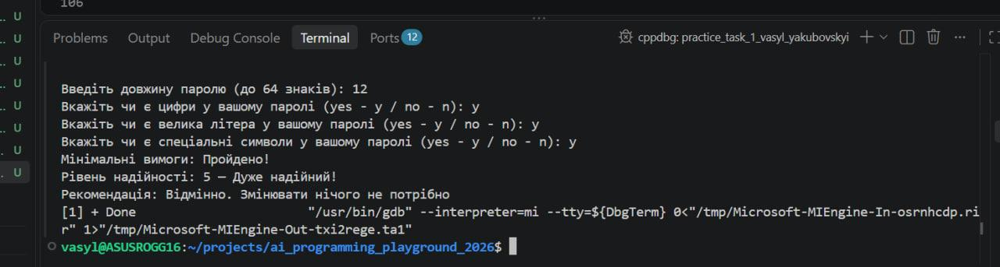 106
.. U
.. U
.. U
.. U
.. U
.. U
.. U
.. U
Problems Output Debug Console Terminal Ports 12 cppdbg: practice_task_1_vasyl_yakubovskyi
Введіть довжину паролю (до 64 знаків): 12
Вкажіть чи є цифри у вашому паролі (yes - y / no - n): y
Вкажіть чи є велика літера у вашому паролі (yes - y / no - n): y
Вкажіть чи є спеціальні символи у вашому паролі (yes - y / no - n): y
Мінімальні вимоги: Пройдено!
Рівень надійності: 5 — Дуже надійний!
Рекомендація: Відмінно. Змінювати нічого не потрібно
[1] + Done "/usr/bin/gdb" --interpreter=mi --tty=${DbgTerm} 0<"/tmp/Microsoft-MIEngine-In-osrnhcdp.ri
r" 1>"/tmp/Microsoft-MIEngine-Out-txi2rege.ta1"
vasyl@ASUSROGG16:~/projects/ai_programming_playground_2026$